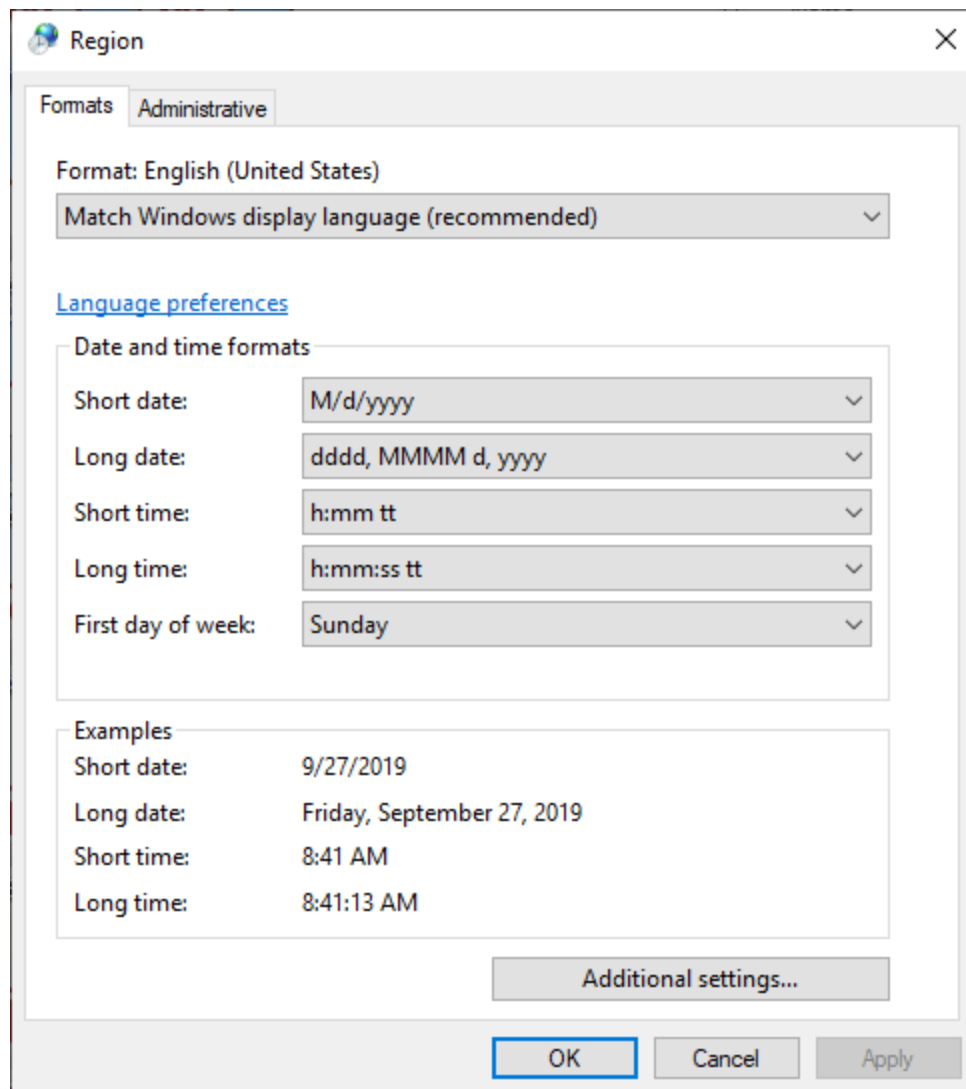 Region
Formats
Administrative
Format: English (United States)
Match Windows display language (recommended)
Language preferences
Date and time formats
Short date: M/d/yyyy
Long date: dddd, MMMM d, yyyy
Short time: h:mm tt
Long time: h:mm:ss tt
First day of week: Sunday
Examples
Short date: 9/27/2019
Long date: Friday, September 27, 2019
Short time: 8:41 AM
Long time: 8:41:13 AM
Additional settings...
OK Cancel Apply